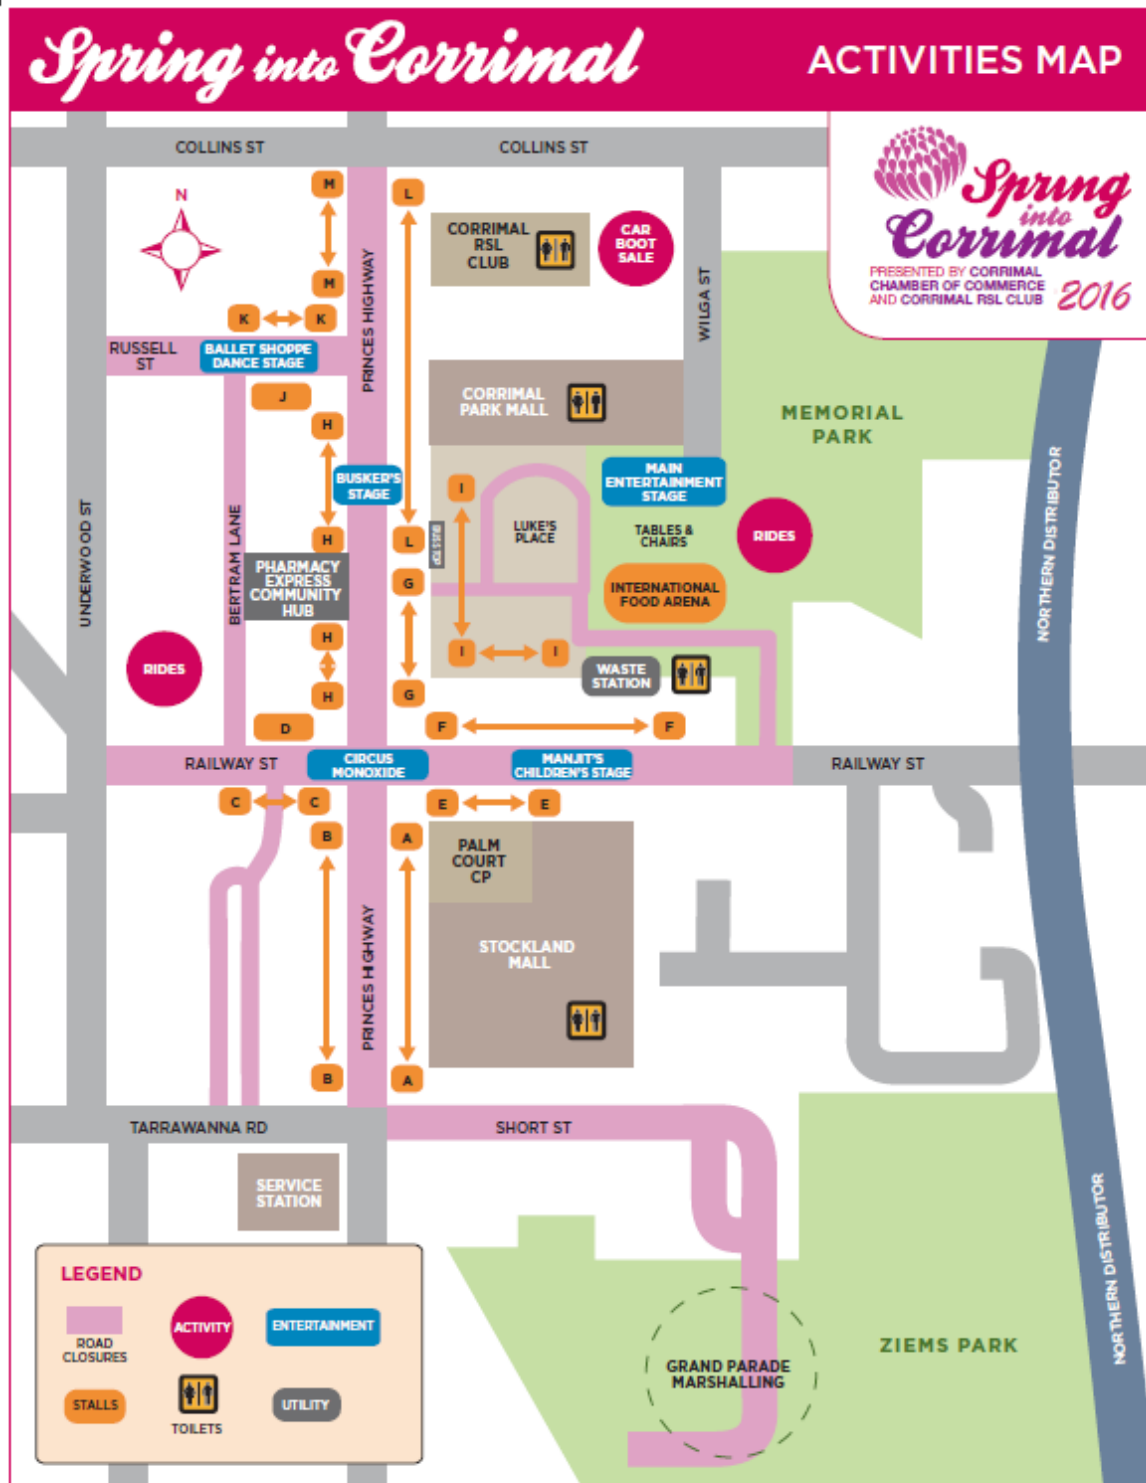 Spring into Corrimal
ACTIVITIES MAP
COLLINS ST
COLLINS ST
Spring
into
Corrimal
PRESENTED BY CORRIMAL
CHAMBER OF COMMERCE
AND CORRIMAL RSL CLUB
2016
N
M
L
M
K
K
PRINCES HIGHWAY
CORRIMAL
RSL
CLUB
CAR
BOOT
SALE
WILGA ST
RUSSELL
ST
BALLET SHOPPE
DANCE STAGE
J
H
CORRIMAL
PARK MALL
MEMORIAL
PARK
BUSKER'S
STAGE
I
MAIN
ENTERTAINMENT
STAGE
LUKE'S
PLACE
TABLES &
CHAIRS
RIDES
NORTHERN DISTRIBUTOR
UNDERWOOD ST
BERTRAM LANE
H
L
BUS STOP
PHARMACY
EXPRESS
COMMUNITY
HUB
G
INTERNATIONAL
FOOD ARENA
H
I
I
RIDES
H
G
WASTE
STATION
D
F
F
RAILWAY ST
CIRCUS
MONOXIDE
MANJIT'S
CHILDREN'S STAGE
RAILWAY ST
C
C
E
E
B
A
PALM
COURT
CP
PRINCES HIGHWAY
STOCKLAND
MALL
B
A
TARRAWANNA RD
SHORT ST
SERVICE
STATION
NORTHERN DISTRIBUTOR
LEGEND
ROAD
CLOSURES
ACTIVITY
ENTERTAINMENT
STALLS
TOILETS
UTILITY
GRAND PARADE
MARSHALLING
ZIEMS PARK